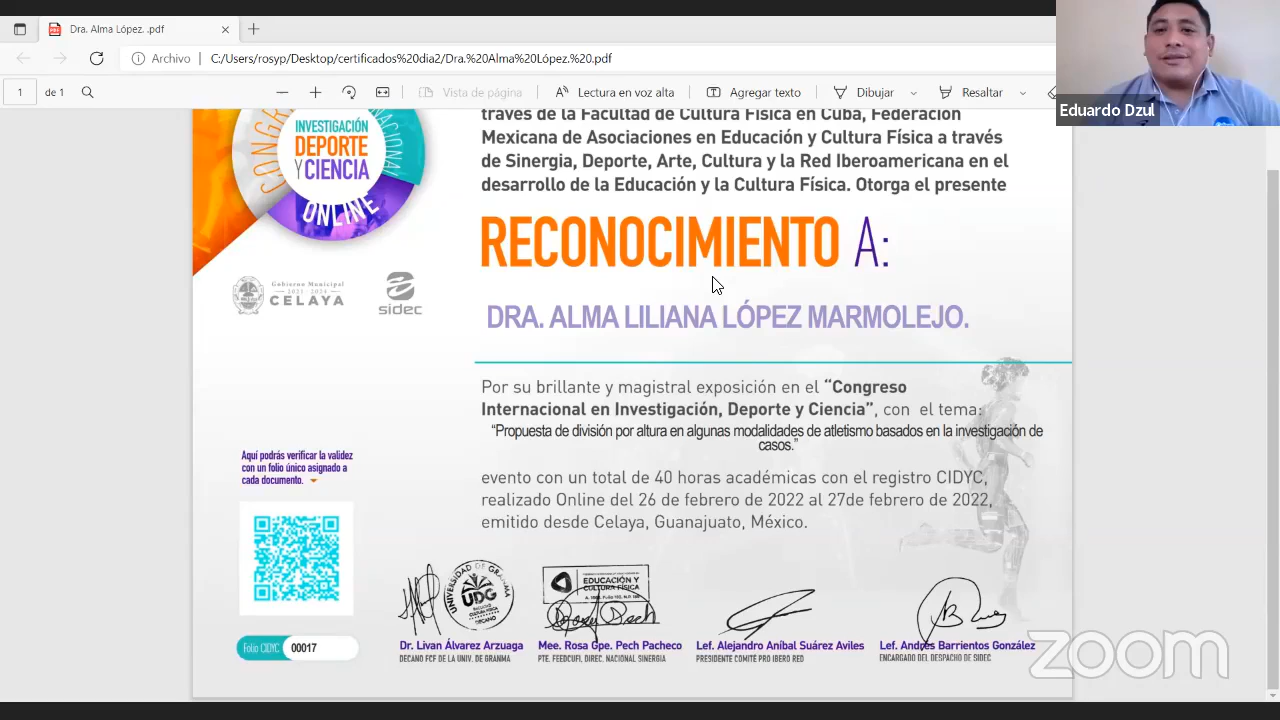 Dra. Alma López. .pdf
Archivo
C:/Users/rosyp/Desktop/certificados%20dia2/Dra.%20Alma%20López.%20.pdf
1 de 1
Vista de página
Lectura en voz alta
Agregar texto
Dibujar
Resaltar
Eduardo Dzul
INVESTIGACIÓN
DEPORTE
Y CIENCIA
ONLINE
Gobierno Municipal
2021 - 2024
CELAYA
sidec
través de la Facultad de Cultura Física en Cuba, Federación
Mexicana de Asociaciones en Educación y Cultura Física a través
de Sinergia, Deporte, Arte, Cultura y la Red Iberoamericana en el
desarrollo de la Educación y la Cultura Física. Otorga el presente
RECONOCIMIENTO A:
DRA. ALMA LILIANA LÓPEZ MARMOLEJO.
Por su brillante y magistral exposición en el “Congreso
Internacional en Investigación, Deporte y Ciencia”, con el tema:
“Propuesta de división por altura en algunas modalidades de atletismo basados en la investigación de
casos.”
evento con un total de 40 horas académicas con el registro CIDYC,
realizado Online del 26 de febrero de 2022 al 27de febrero de 2022,
emitido desde Celaya, Guanajuato, México.
Aquí podrás verificar la validez
con un folio único asignado a
cada documento.
Folio CIDYC 00017
UNIVERSIDAD DE GRANMA
UDG
DECANO
EDUCACIÓN Y
CULTURA FÍSICA
Dr. Livan Álvarez Arzuaga
DECANO FCF DE LA UNIV. DE GRANMA
Mee. Rosa Gpe. Pech Pacheco
PTE. FEEDCUFI, DIREC. NACIONAL SINERGIA
Lef. Alejandro Aníbal Suárez Aviles
PRESIDENTE COMITÉ PRO IBERO RED
Lef. Andrés Barrientos González
ENCARGADO DEL DESPACHO DE SIDEC
zoom